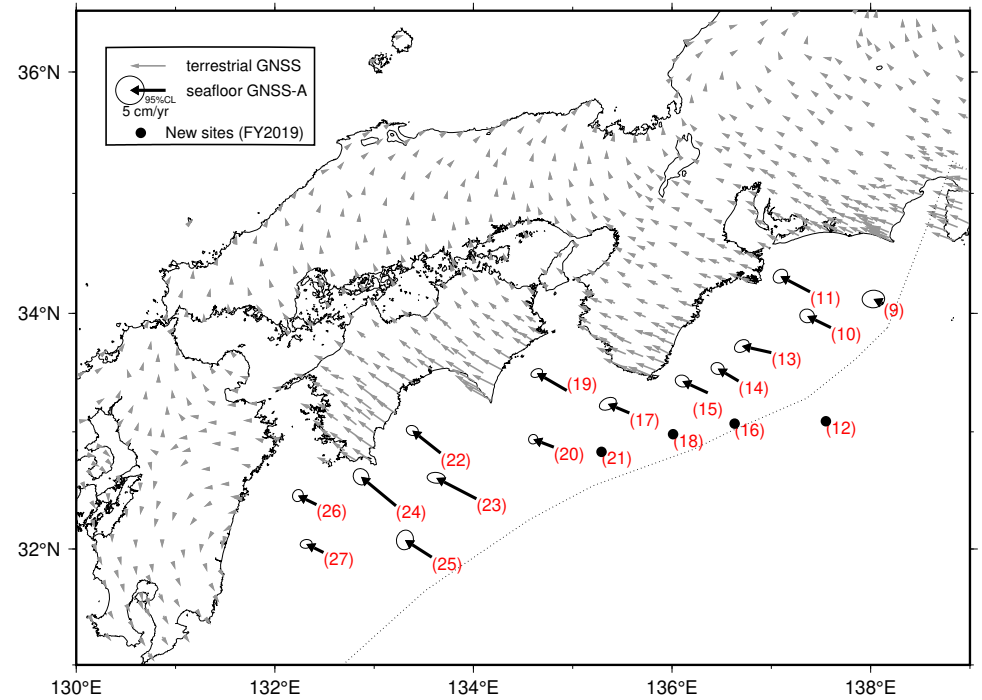 36°N
34°N
32°N
terrestrial GNSS
seafloor GNSS-A
95%CL
5 cm/yr
New sites (FY2019)
(11)
(9)
(10)
(13)
(14)
(19)
(15)
(17)
(16)
(12)
(18)
(20)
(21)
(22)
(23)
(24)
(26)
(27)
(25)
130°E
132°E
134°E
136°E
138°E